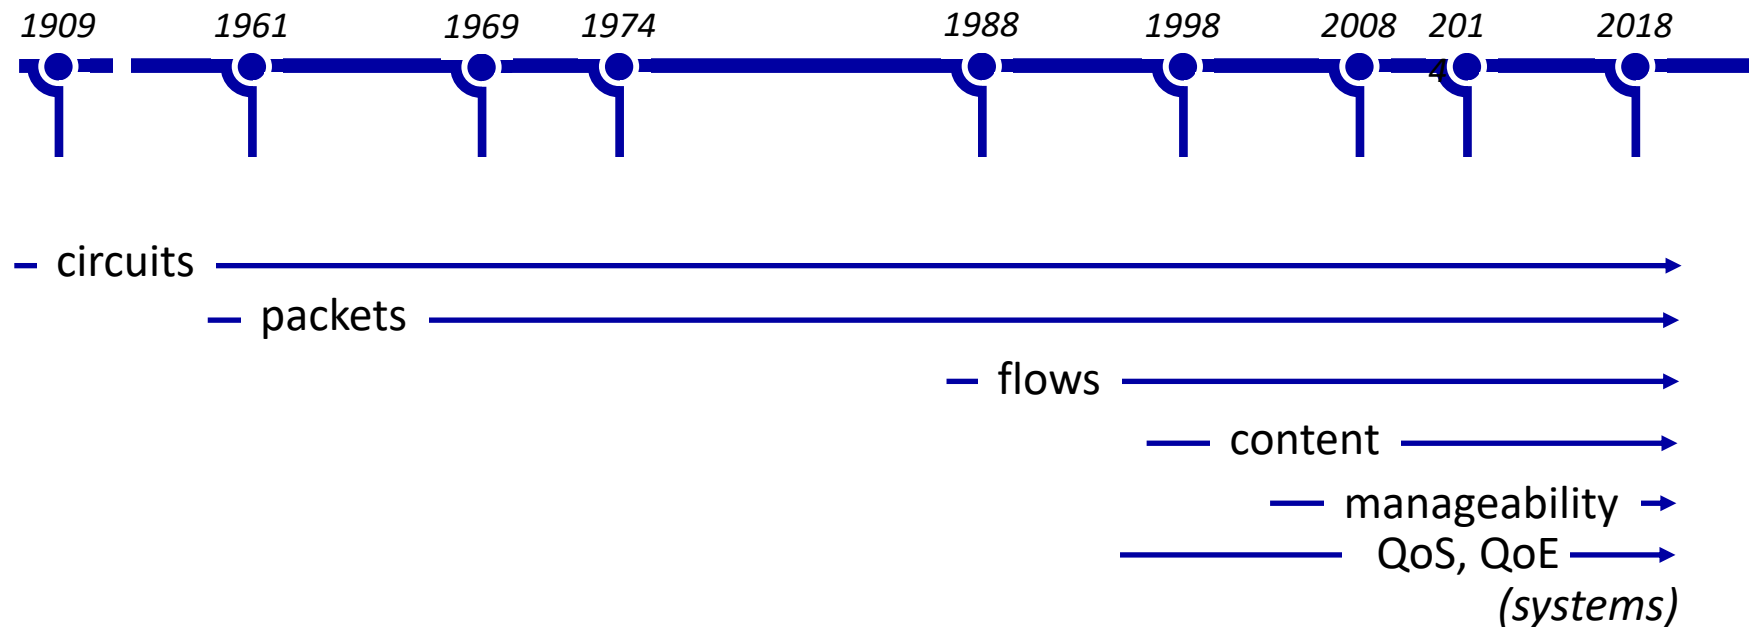 1909 1961 1969 1974 1988 1998 2008 201 2018
4
circuits
packets
flows
content
manageability
QoS, QoE
(systems)